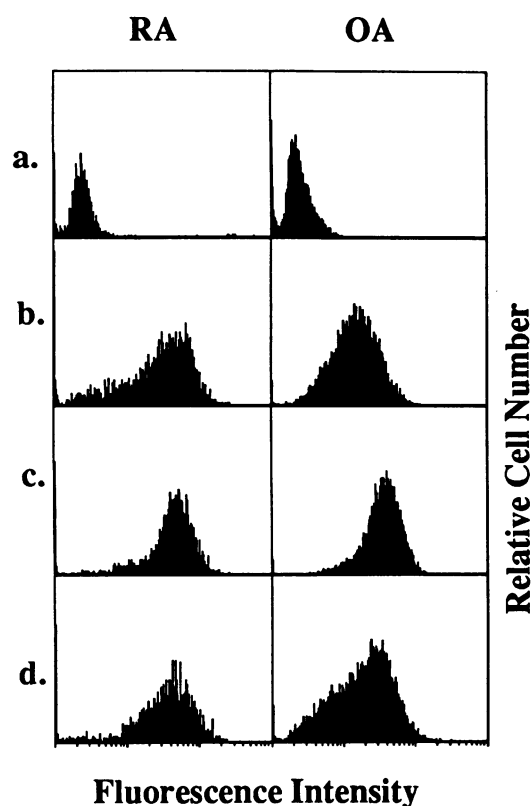 RA OA
a.
b.
c.
d.
Relative Cell Number
Fluorescence Intensity